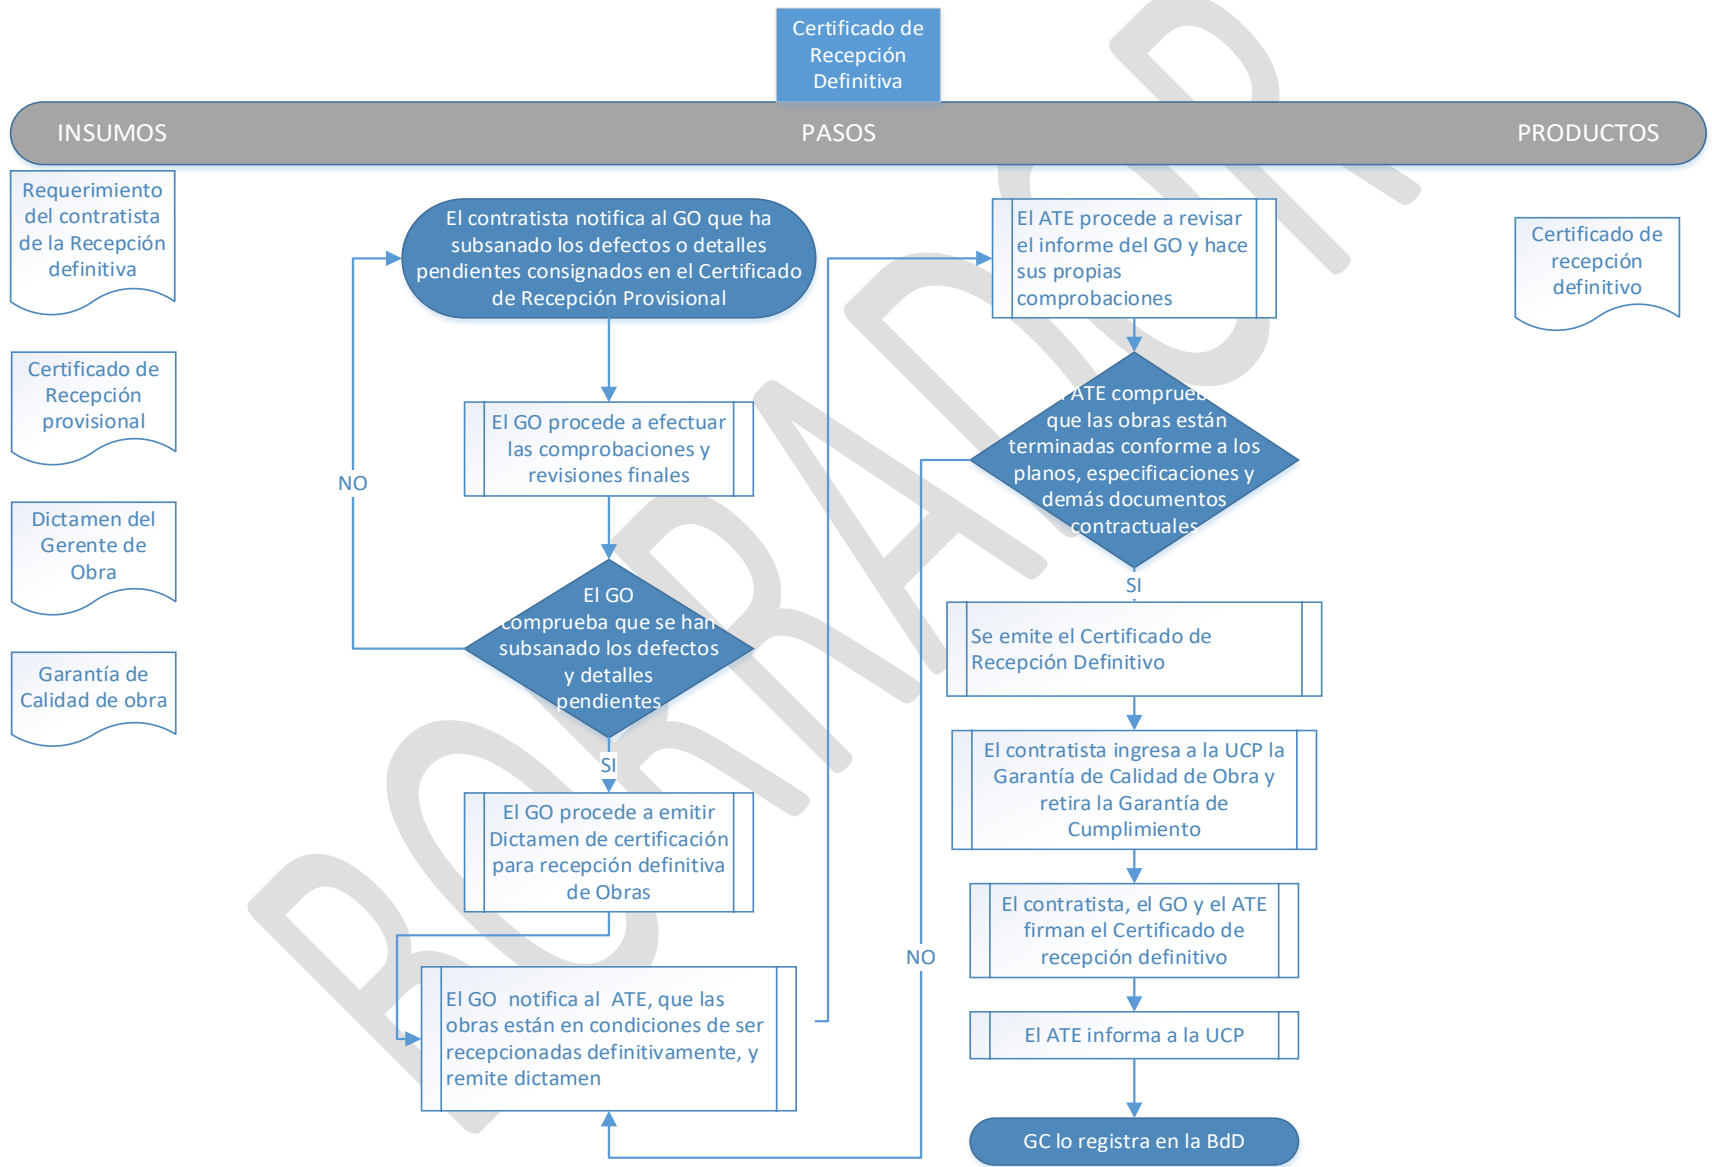 Certificado de
Recepción
Definitiva
INSUMOS
PASOS
PRODUCTOS
Requerimiento
del contratista
de la Recepción
definitiva
Certificado de
Recepción
provisional
Dictamen del
Gerente de
Obra
Garantía de
Calidad de obra
El contratista notifica al GO que ha
subsanado los defectos o detalles
pendientes consignados en el Certificado
de Recepción Provisional
El GO procede a efectuar
las comprobaciones y
revisiones finales
NO
El GO
comprueba que se han
subsanado los defectos
y detalles
pendientes
SI
El GO procede a emitir
Dictamen de certificación
para recepción definitiva
de Obras
El GO notifica al ATE, que las
obras están en condiciones de ser
recepcionadas definitivamente, y
remite dictamen
El ATE procede a revisar
el informe del GO y hace
sus propias
comprobaciones
ATE comprueb
que las obras están
terminadas conforme a los
planos, especificaciones y
demás documentos
contractuales
NO
SI
Se emite el Certificado de
Recepción Definitivo
El contratista ingresa a la UCP la
Garantía de Calidad de Obra y
retira la Garantía de
Cumplimiento
El contratista, el GO y el ATE
firman el Certificado de
recepción definitivo
El ATE informa a la UCP
GC lo registra en la BdD
Certificado de
recepción
definitivo
BORRADOR